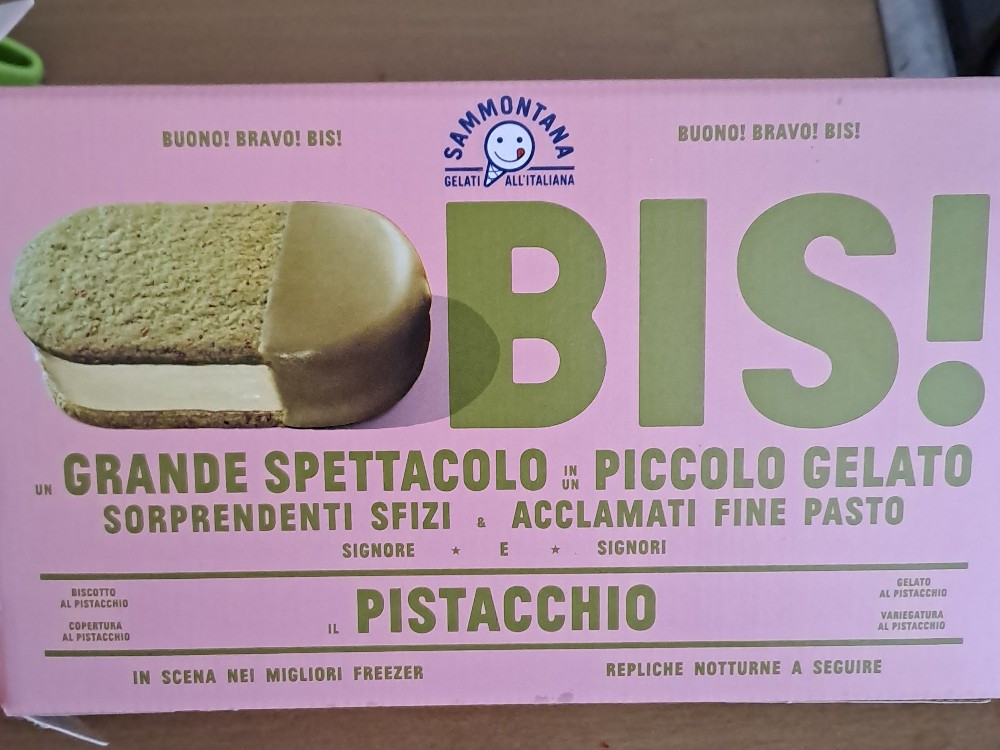 BUONO! BRAVO! BIS!
SAMMONTANA
GELATI ALL'ITALIANA
BUONO! BRAVO! BIS!
BIS!
UN GRANDE SPETTACOLO IN UN PICCOLO GELATO
SORPRENDENTI SFIZI & ACCLAMATI FINE PASTO
SIGNORE ★ E ★ SIGNORI
BISCOTTO
AL PISTACCHIO
COPERTURA
AL PISTACCHIO
IL PISTACCHIO
GELATO
AL PISTACCHIO
VARIEGATURA
AL PISTACCHIO
IN SCENA NEI MIGLIORI FREEZER
REPLICHE NOTTURNE A SEGUIRE